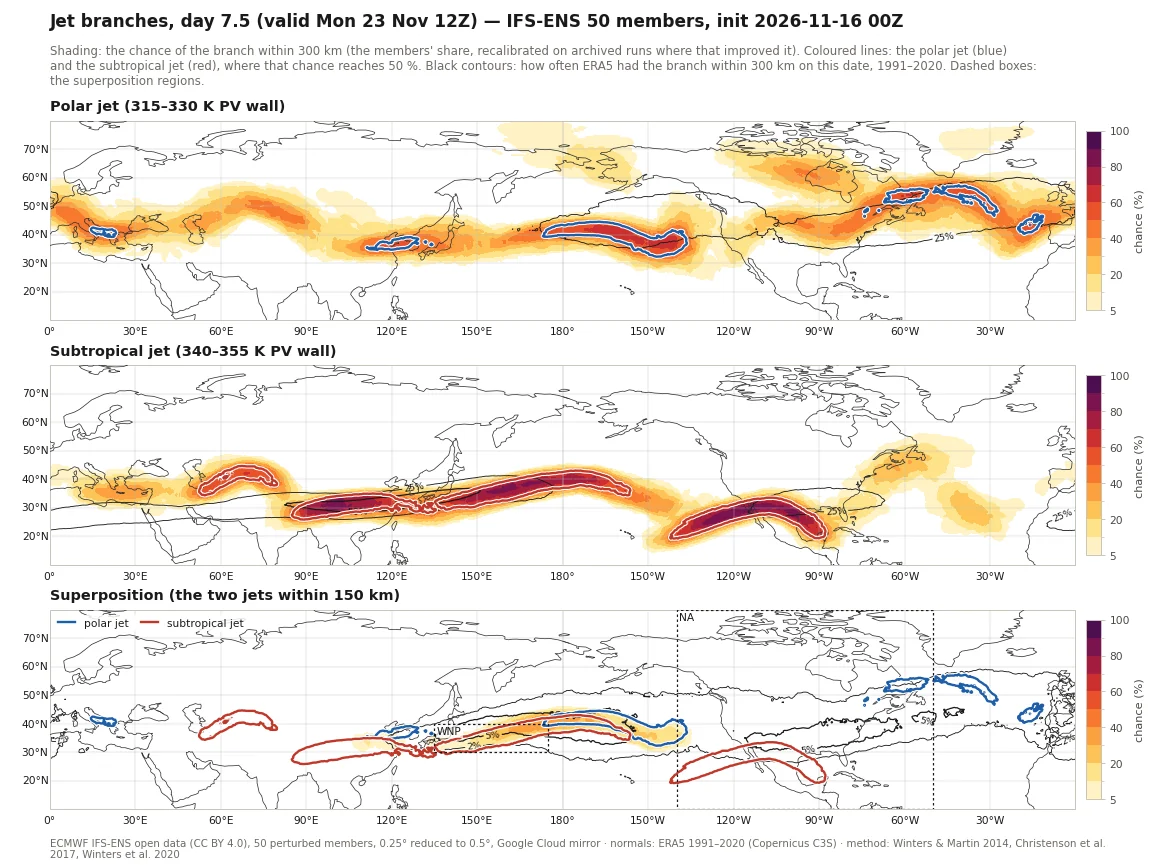 Jet branches, day 7.5 (valid Mon 23 Nov 12Z) — IFS-ENS 50 members, init 2026-11-16 00Z
Shading: the chance of the branch within 300 km (the members' share, recalibrated on archived runs where that improved it). Coloured lines: the polar jet (blue)
and the subtropical jet (red), where that chance reaches 50 %. Black contours: how often ERA5 had the branch within 300 km on this date, 1991–2020. Dashed boxes:
the superposition regions.
Polar jet (315–330 K PV wall)
70°N
60°N
50°N
40°N
30°N
20°N
25%
0°
30°E
60°E
90°E
120°E
150°E
180°
150°W
120°W
90°W
60°W
30°W
100
80
60
40
20
5
chance (%)
Subtropical jet (340–355 K PV wall)
70°N
60°N
50°N
40°N
30°N
20°N
25%
25%
25%
0°
30°E
60°E
90°E
120°E
150°E
180°
150°W
120°W
90°W
60°W
30°W
100
80
60
40
20
5
chance (%)
Superposition (the two jets within 150 km)
polar jet
subtropical jet
NA
WNP
70°N
60°N
50°N
40°N
30°N
20°N
5%
2%
5%
5%
0°
30°E
60°E
90°E
120°E
150°E
180°
150°W
120°W
90°W
60°W
30°W
100
80
60
40
20
5
chance (%)
ECMWF IFS-ENS open data (CC BY 4.0), 50 perturbed members, 0.25° reduced to 0.5°, Google Cloud mirror · normals: ERA5 1991–2020 (Copernicus C3S) · method: Winters & Martin 2014, Christenson et al.
2017, Winters et al. 2020